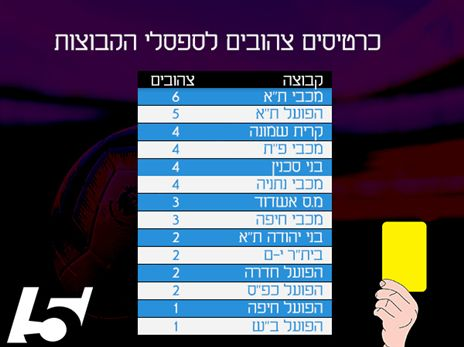 כרטיסים צהובים לספסלי הקבוצות
קבוצה צהובים
מכבי ת"א 6
הפועל ת"א 5
קרית שמונה 4
מכבי פ"ת 4
בני סכנין 4
מכבי נתניה 4
מ.ס אשדוד 3
מכבי חיפה 3
בני יהודה ת"א 2
בית"ר י-ם 2
הפועל חדרה 2
הפועל כפ"ס 2
הפועל חיפה 1
הפועל ב"ש 1
5